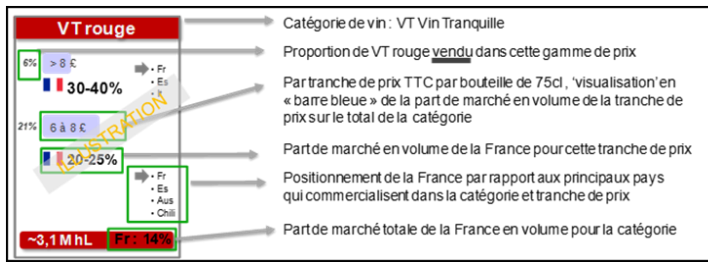 VT rouge
6%
> 8 £
30-40%
• Fr
• Es
• It
21%
6 à 8 £
20-25%
• Fr
• Es
• Aus
• Chili
~3,1 M hL
Fr : 14%
ILLUSTRATION
Catégorie de vin : VT Vin Tranquille
Proportion de VT rouge vendu dans cette gamme de prix
Par tranche de prix TTC par bouteille de 75cl , 'visualisation' en
« barre bleue » de la part de marché en volume de la tranche de
prix sur le total de la catégorie
Part de marché en volume de la France pour cette tranche de prix
Positionnement de la France par rapport aux principaux pays
qui commercialisent dans la catégorie et tranche de prix
Part de marché totale de la France en volume pour la catégorie